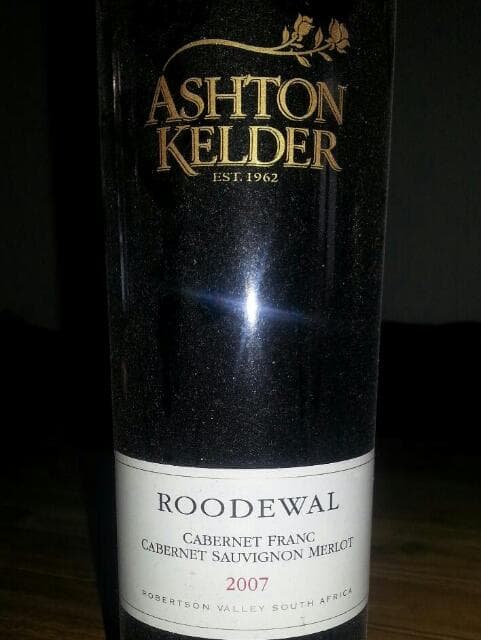 ASHTON
KELDER
EST. 1962
ROODEWAL
CABERNET FRANC
CABERNET SAUVIGNON MERLOT
2007
ROBERTSON VALLEY SOUTH AFRICA